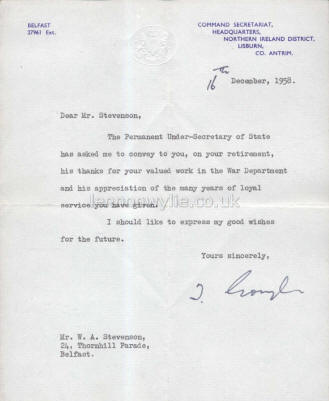 BELFAST
27961 Ext.
COMMAND SECRETARIAT,
HEADQUARTERS,
NORTHERN IRELAND DISTRICT,
LISBURN,
CO. ANTRIM.
16th December, 1958.
Dear Mr. Stevenson,
The Permanent Under-Secretary of State
has asked me to convey to you, on your retirement,
his thanks for your valued work in the War Department
and his appreciation of the many years of loyal
service you have given.
lennonwylie.co.uk
I should like to express my good wishes
for the future.
Yours sincerely,
Mr. W. A. Stevenson,
24, Thornhill Parade,
Belfast.